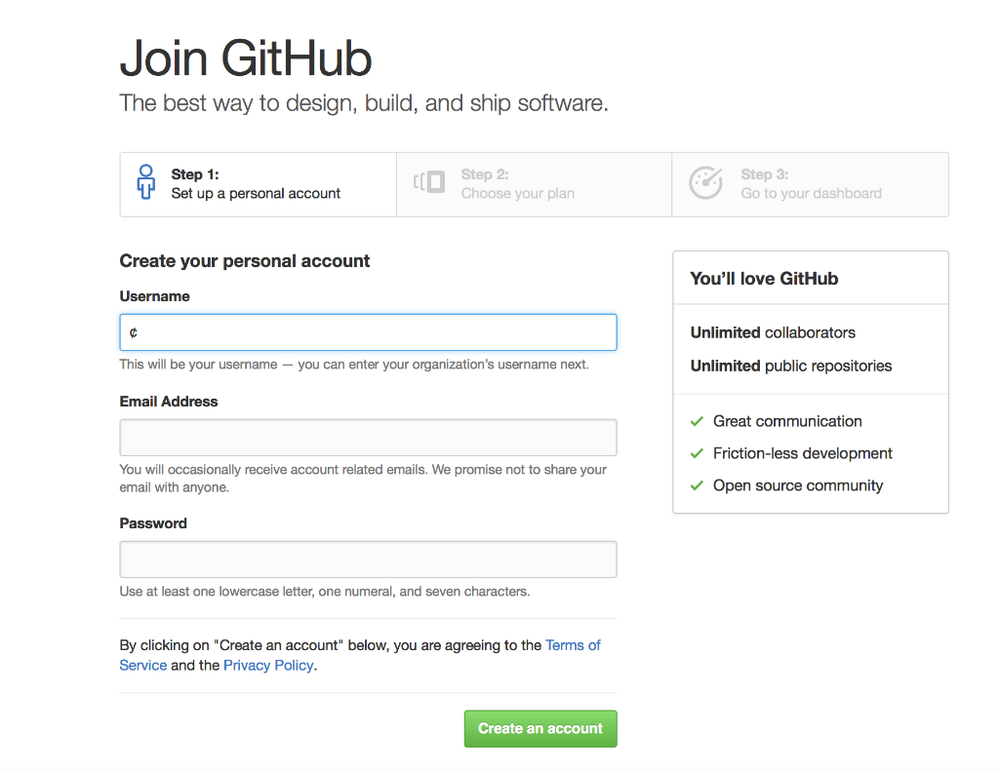 Join GitHub
The best way to design, build, and ship software.
Step 1:
Set up a personal account
Step 2:
Choose your plan
Step 3:
Go to your dashboard
Create your personal account
Username
¢
This will be your username — you can enter your organization’s username next.
Email Address
You will occasionally receive account related emails. We promise not to share your
email with anyone.
Password
Use at least one lowercase letter, one numeral, and seven characters.
By clicking on "Create an account" below, you are agreeing to the Terms of
Service and the Privacy Policy.
Create an account
You’ll love GitHub
Unlimited collaborators
Unlimited public repositories
Great communication
Friction-less development
Open source community